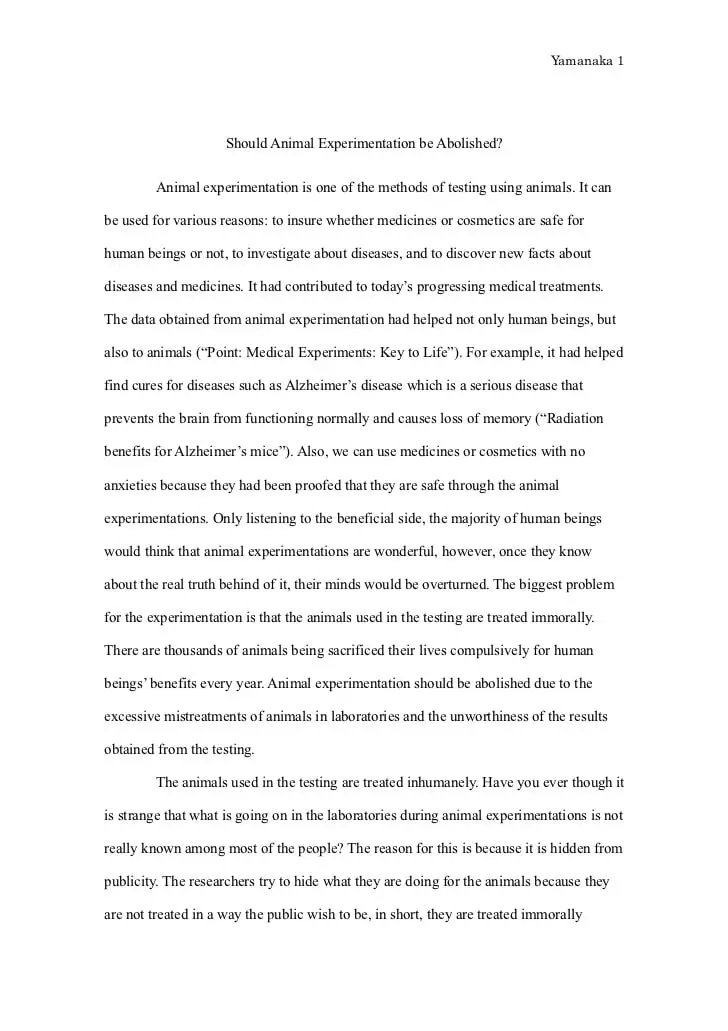 Yamanaka 1
Should Animal Experimentation be Abolished?
Animal experimentation is one of the methods of testing using animals. It can
be used for various reasons: to insure whether medicines or cosmetics are safe for
human beings or not, to investigate about diseases, and to discover new facts about
diseases and medicines. It had contributed to today’s progressing medical treatments.
The data obtained from animal experimentation had helped not only human beings, but
also to animals (“Point: Medical Experiments: Key to Life”). For example, it had helped
find cures for diseases such as Alzheimer’s disease which is a serious disease that
prevents the brain from functioning normally and causes loss of memory (“Radiation
benefits for Alzheimer’s mice”). Also, we can use medicines or cosmetics with no
anxieties because they had been proofed that they are safe through the animal
experimentations. Only listening to the beneficial side, the majority of human beings
would think that animal experimentations are wonderful, however, once they know
about the real truth behind of it, their minds would be overturned. The biggest problem
for the experimentation is that the animals used in the testing are treated immorally.
There are thousands of animals being sacrificed their lives compulsively for human
beings’ benefits every year. Animal experimentation should be abolished due to the
excessive mistreatments of animals in laboratories and the unworthiness of the results
obtained from the testing.
The animals used in the testing are treated inhumanely. Have you ever though it
is strange that what is going on in the laboratories during animal experimentations is not
really known among most of the people? The reason for this is because it is hidden from
publicity. The researchers try to hide what they are doing for the animals because they
are not treated in a way the public wish to be, in short, they are treated immorally